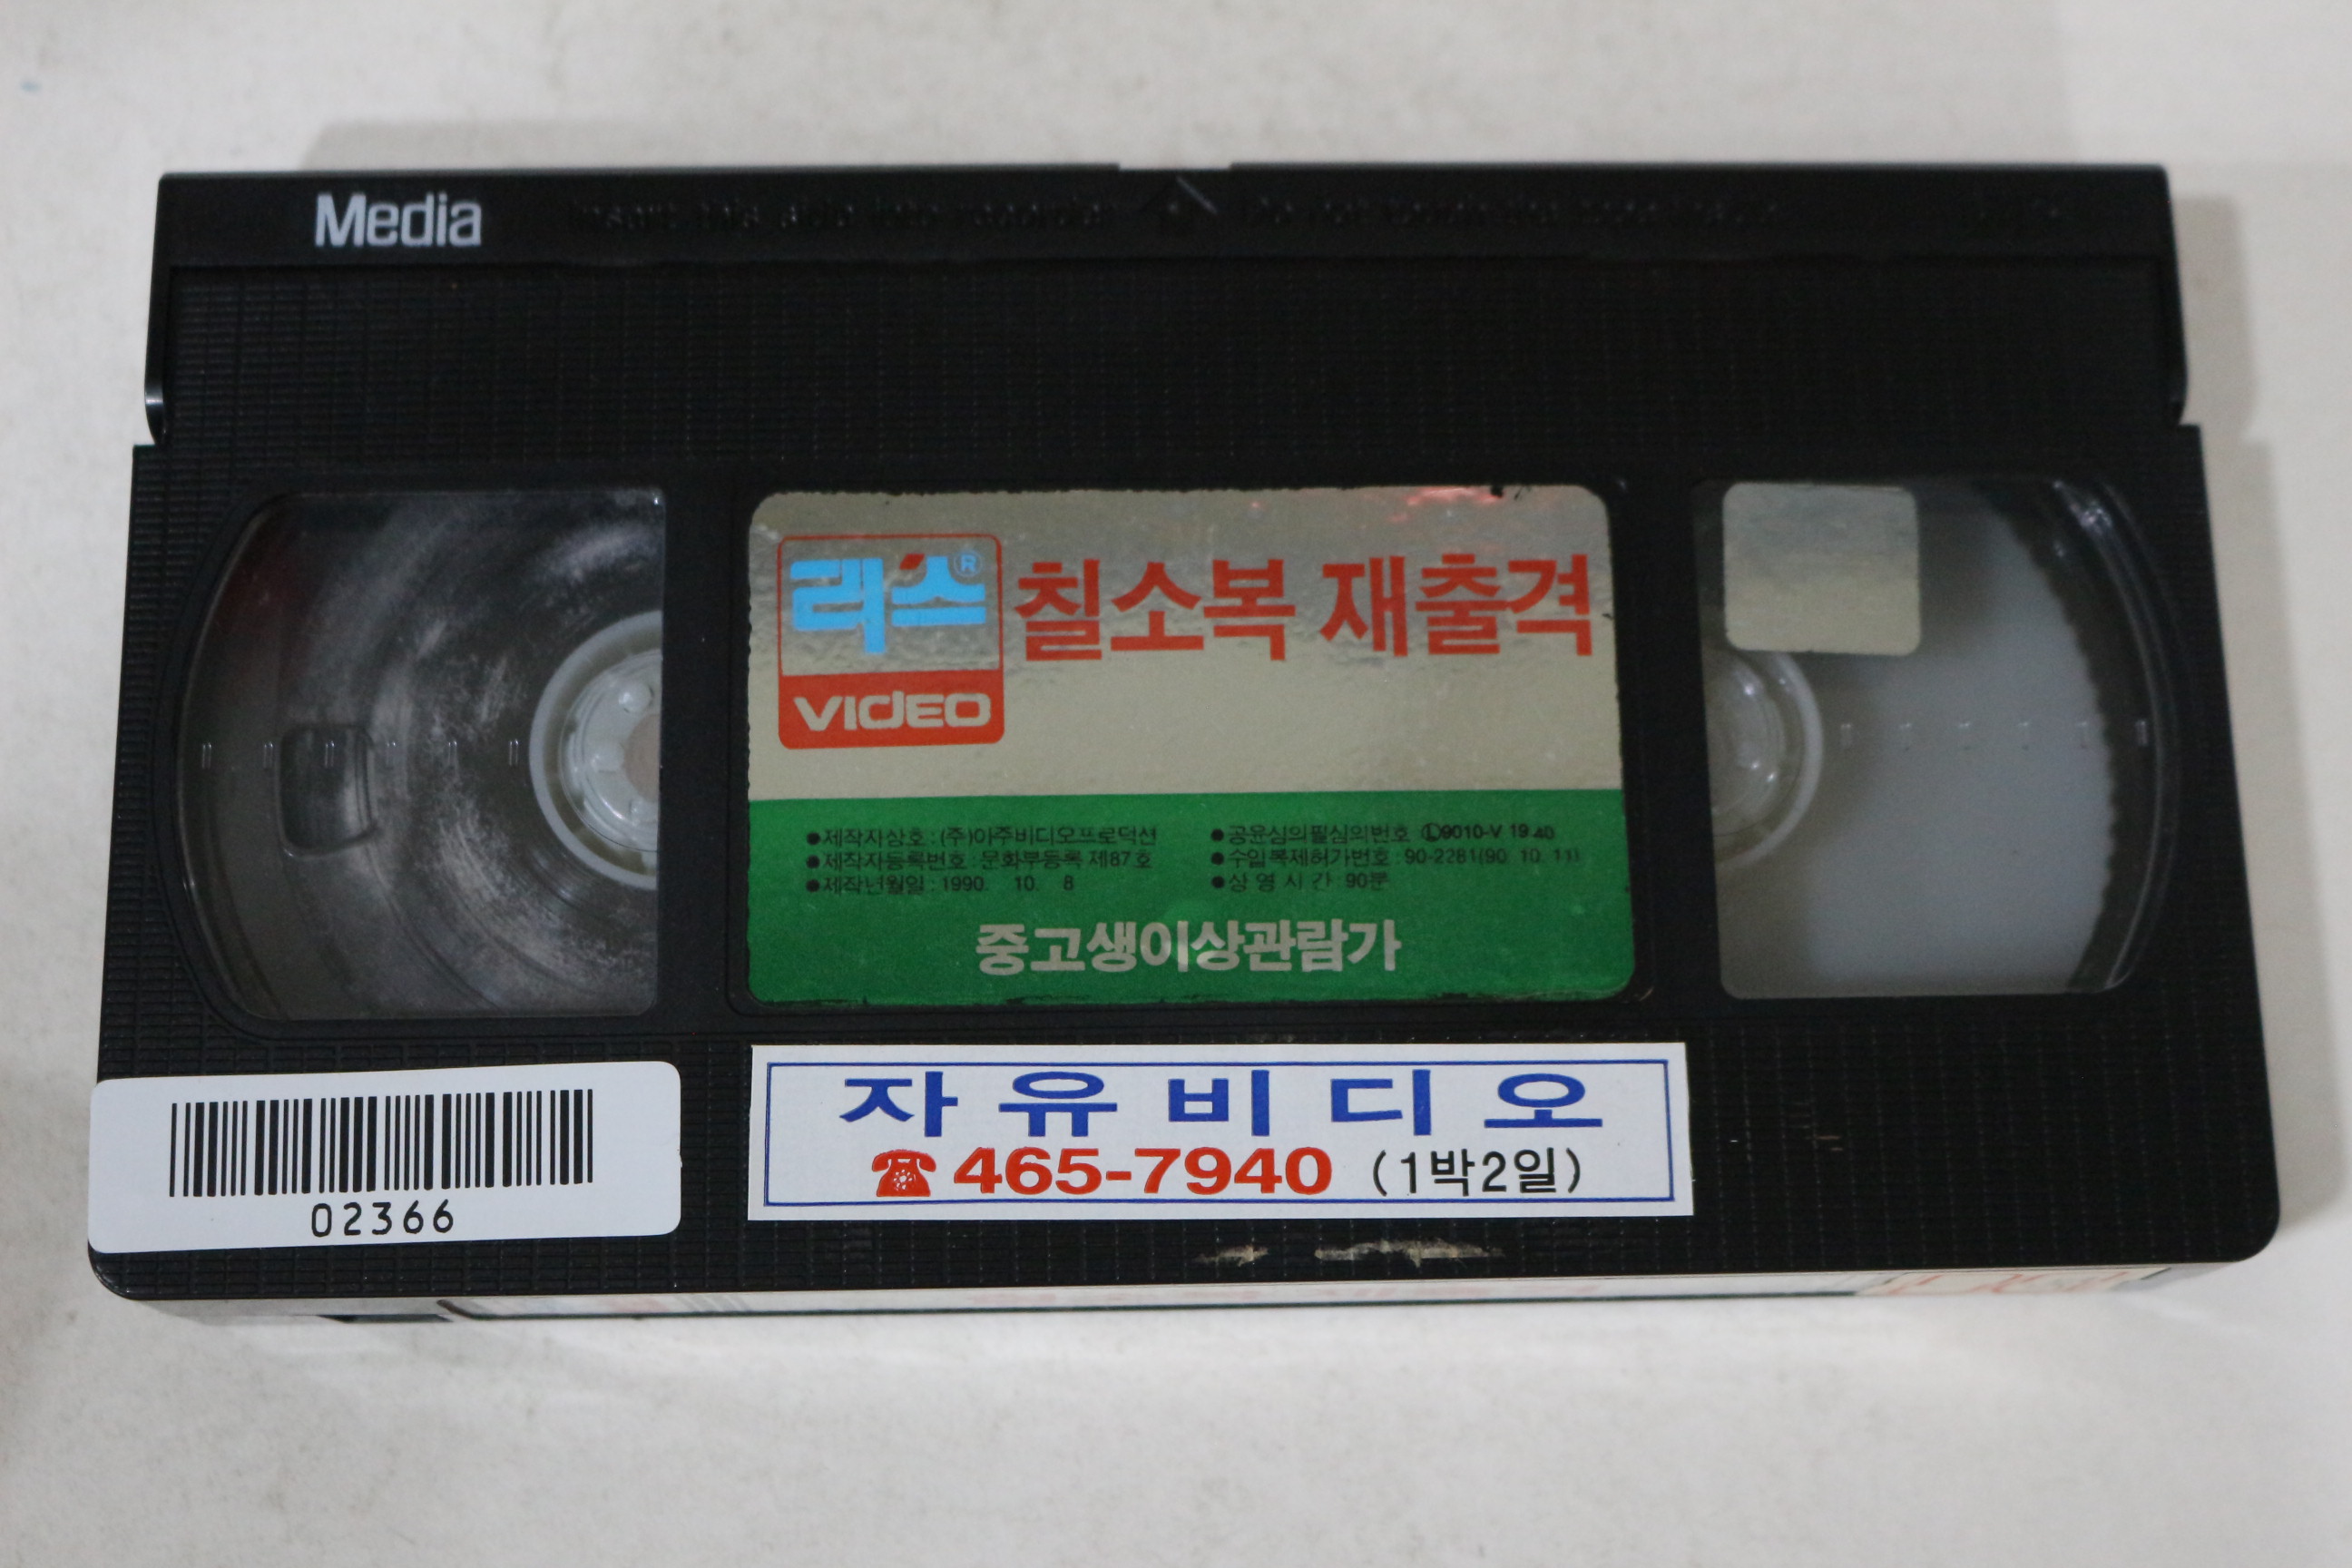 Media
릭스®
VIDEO
칠소복 재출격
●제작자상호 : (주)아주비디오프로덕션
●제작자등록번호 : 문화부등록 제87호
●제작년월일 : 1990. 10. 8
●공윤심의필심의번호 Ⓛ9010-V 19 40
●수입복제허가번호 : 90-2281(90. 10. 11)
●상 영 시 간 : 90분
중고생이상관람가
자유비디오
☎465-7940 (1박2일)
02366